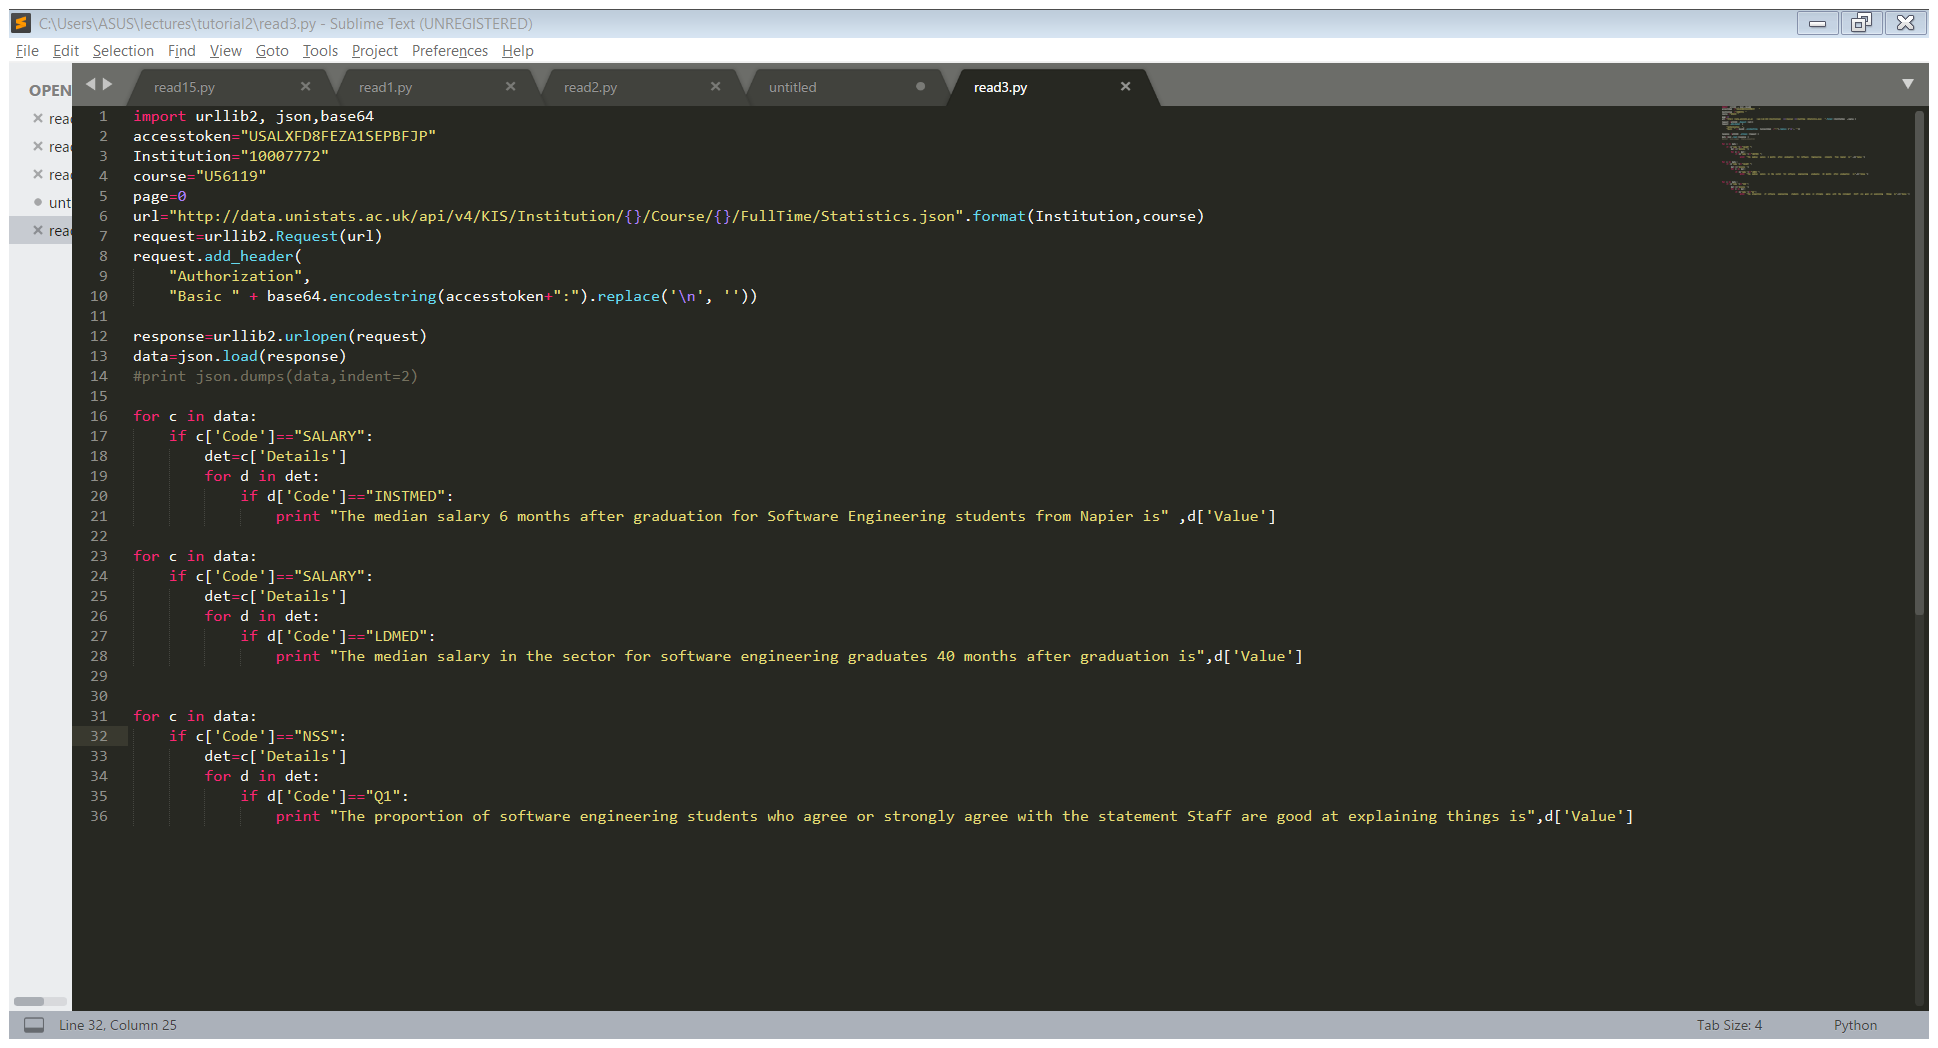 C:\Users\ASUS\lectures\tutorial2\read3.py - Sublime Text (UNREGISTERED)
File Edit Selection Find View Goto Tools Project Preferences Help
OPEN
read15.py read1.py read2.py untitled read3.py
rea
rea
rea
unt
rea
1 import urllib2, json,base64
2 accesstoken="USALXFD8FEZA1SEPBFJP"
3 Institution="10007772"
4 course="U56119"
5 page=0
6 url="http://data.unistats.ac.uk/api/v4/KIS/Institution/{}/Course/{}/FullTime/Statistics.json".format(Institution,course)
7 request=urllib2.Request(url)
8 request.add_header(
9     "Authorization",
10     "Basic " + base64.encodestring(accesstoken+":").replace('\n', ''))
11
12 response=urllib2.urlopen(request)
13 data=json.load(response)
14 #print json.dumps(data,indent=2)
15
16 for c in data:
17     if c['Code']=="SALARY":
18         det=c['Details']
19         for d in det:
20             if d['Code']=="INSTMED":
21                 print "The median salary 6 months after graduation for Software Engineering students from Napier is" ,d['Value']
22
23 for c in data:
24     if c['Code']=="SALARY":
25         det=c['Details']
26         for d in det:
27             if d['Code']=="LDMED":
28                 print "The median salary in the sector for software engineering graduates 40 months after graduation is",d['Value']
29
30
31 for c in data:
32     if c['Code']=="NSS":
33         det=c['Details']
34         for d in det:
35             if d['Code']=="Q1":
36                 print "The proportion of software engineering students who agree or strongly agree with the statement Staff are good at explaining things is",d['Value']
Line 32, Column 25 Tab Size: 4 Python